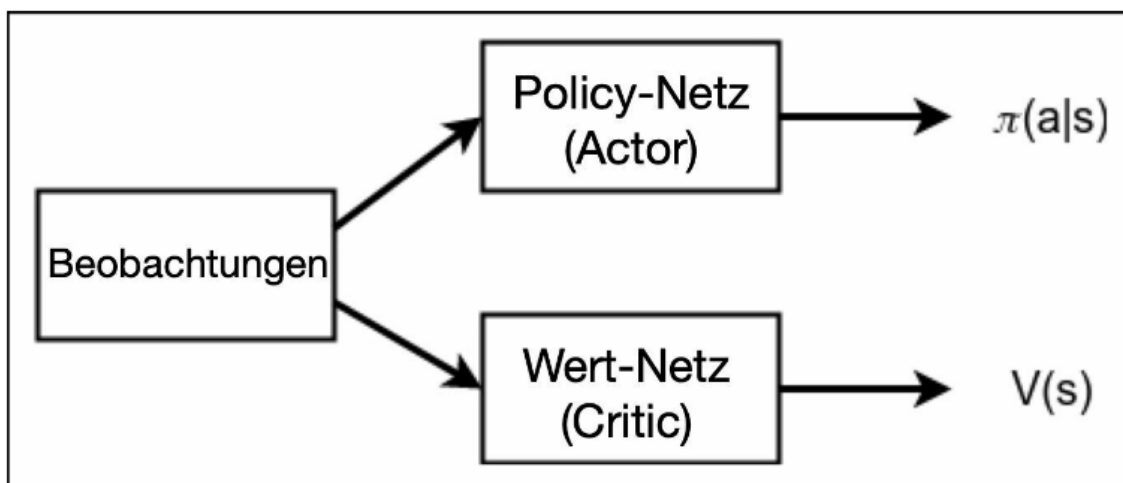 Beobachtungen
Policy-Netz
(Actor)
π(a|s)
Wert-Netz
(Critic)
V(s)